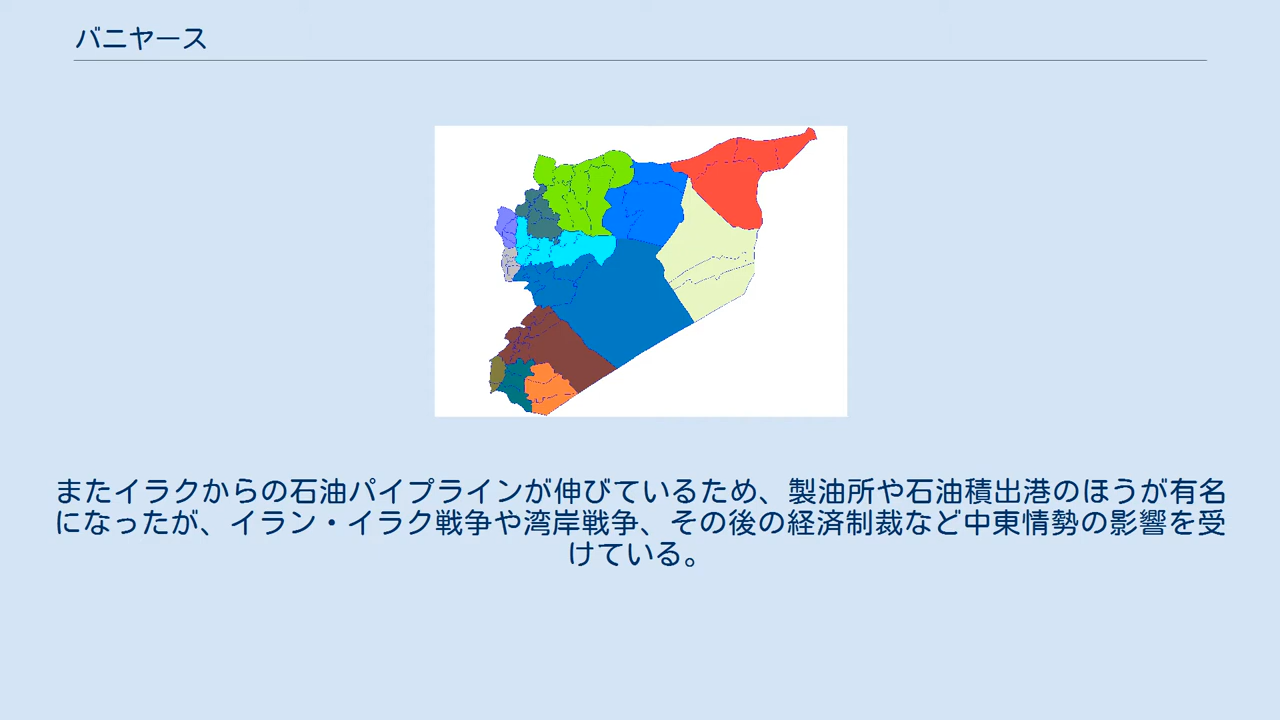 バニヤース
またイラクからの石油パイプラインが伸びているため、製油所や石油積出港のほうが有名
になったが、イラン・イラク戦争や湾岸戦争、その後の経済制裁など中東情勢の影響を受
けている。